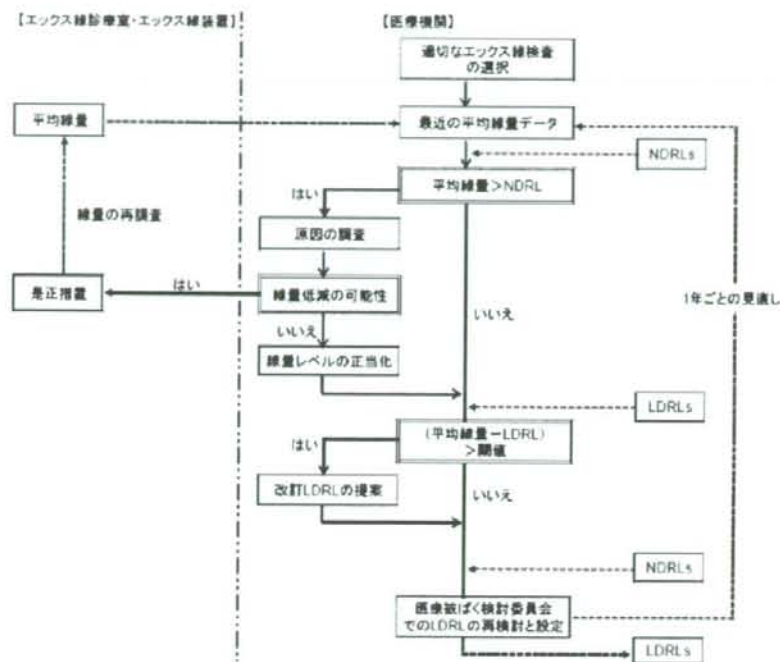 【エックス線診療室・エックス線装置】
【医療機関】
適切なエックス線検査
の選択
平均線量
最近の平均線量データ
NDRLs
平均線量>NDRL
はい
線量の再調査
原因の調査
是正措置
はい
線量低減の可能性
1年ごとの見直し
いいえ
いいえ
線量レベルの正当化
LDRLs
(平均線量-LDRL)
>閾値
はい
改訂LDRLの提案
いいえ
NDRLs
医療被ばく検討委員会
でのLDRLの再検討と設定
LDRLs